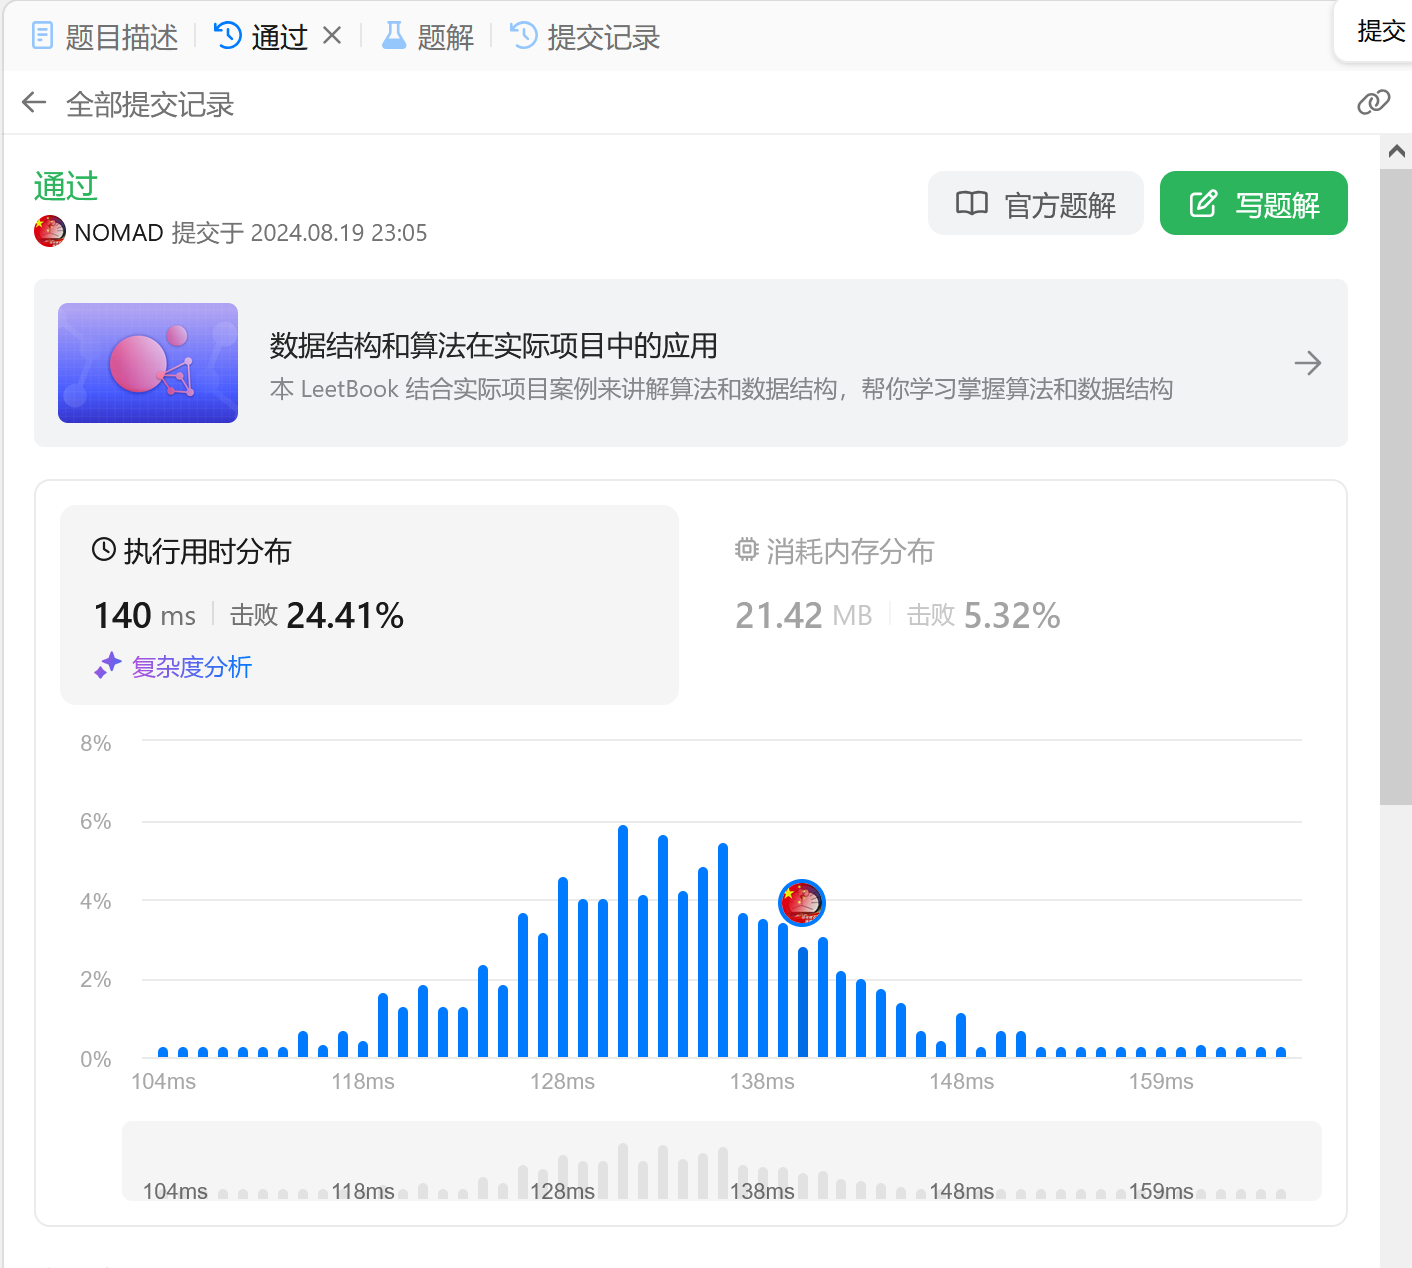 题目描述 通过 题解 提交记录 提交
全部提交记录
通过
官方题解 写题解
NOMAD 提交于 2024.08.19 23:05
数据结构和算法在实际项目中的应用
本 LeetBook 结合实际项目案例来讲解算法和数据结构，帮你学习掌握算法和数据结构
执行用时分布 消耗内存分布
140 ms 击败 24.41% 21.42 MB 击败 5.32%
复杂度分析
8%
6%
4%
2%
0%
104ms 118ms 128ms 138ms 148ms 159ms
104ms 118ms 128ms 138ms 148ms 159ms